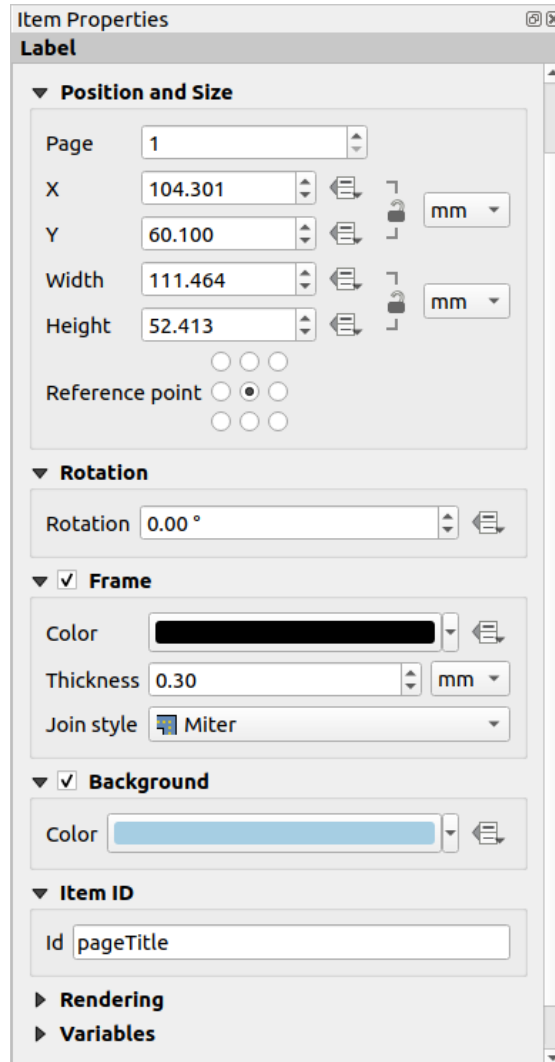 Item Properties
Label
Position and Size
Page 1
X 104.301
mm
Y 60.100
Width 111.464
mm
Height 52.413
Reference point
Rotation
Rotation 0.00 °
Frame
Color
Thickness 0.30 mm
Join style Miter
Background
Color
Item ID
Id pageTitle
Rendering
Variables